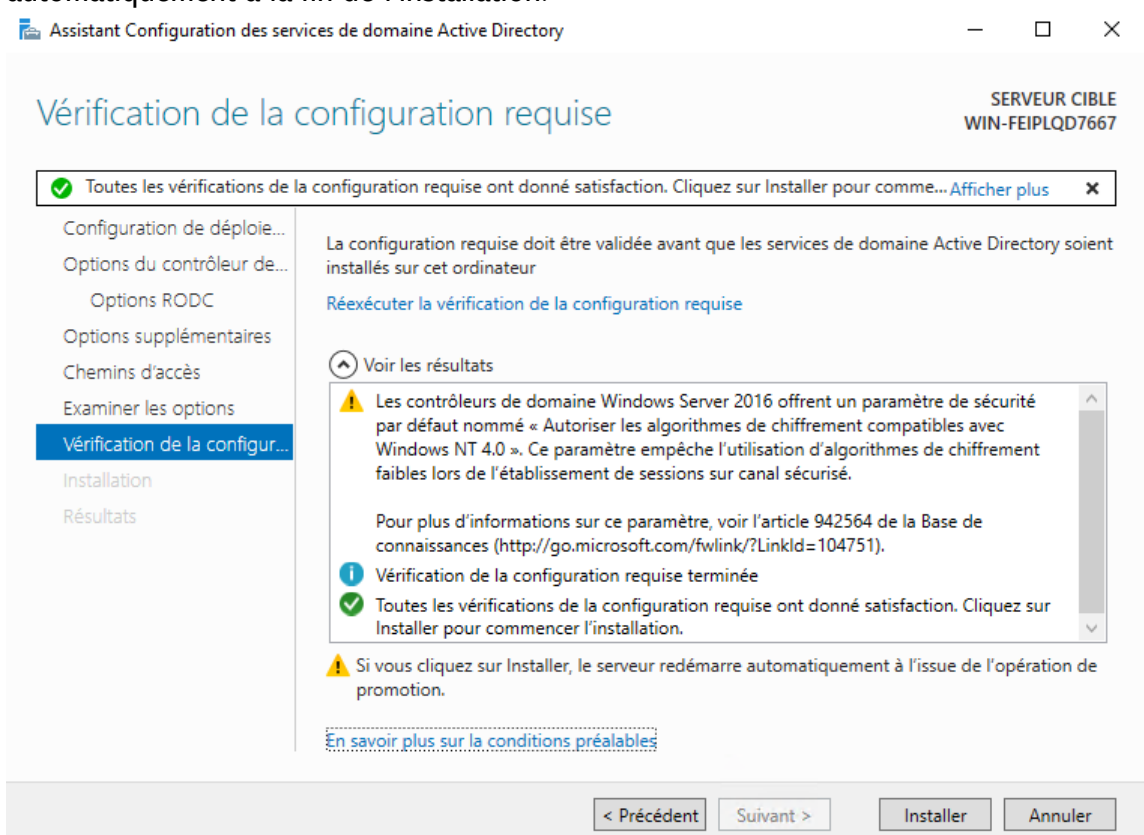 automatiquement à la fin de l'installation.
Assistant Configuration des services de domaine Active Directory
Vérification de la configuration requise
SERVEUR CIBLE
WIN-FEIPLQD7667
Toutes les vérifications de la configuration requise ont donné satisfaction. Cliquez sur Installer pour comme... Afficher plus
Configuration de déploie...
Options du contrôleur de...
Options RODC
Options supplémentaires
Chemins d'accès
Examiner les options
Vérification de la configur...
Installation
Résultats
La configuration requise doit être validée avant que les services de domaine Active Directory soient
installés sur cet ordinateur
Réexécuter la vérification de la configuration requise
Voir les résultats
Les contrôleurs de domaine Windows Server 2016 offrent un paramètre de sécurité
par défaut nommé « Autoriser les algorithmes de chiffrement compatibles avec
Windows NT 4.0 ». Ce paramètre empêche l'utilisation d'algorithmes de chiffrement
faibles lors de l'établissement de sessions sur canal sécurisé.
Pour plus d'informations sur ce paramètre, voir l'article 942564 de la Base de
connaissances (http://go.microsoft.com/fwlink/?LinkId=104751).
Vérification de la configuration requise terminée
Toutes les vérifications de la configuration requise ont donné satisfaction. Cliquez sur
Installer pour commencer l'installation.
Si vous cliquez sur Installer, le serveur redémarre automatiquement à l'issue de l'opération de
promotion.
En savoir plus sur la conditions préalables
< Précédent
Suivant >
Installer
Annuler